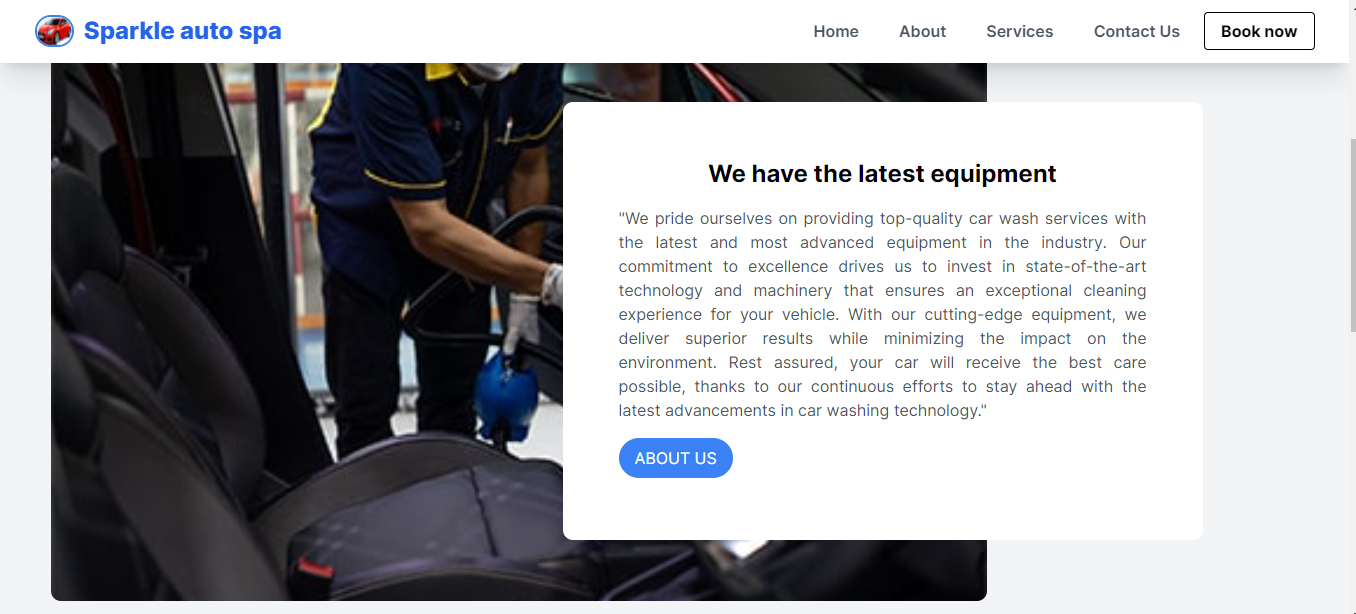 Sparkle auto spa
Home
About
Services
Contact Us
Book now
We have the latest equipment
"We pride ourselves on providing top-quality car wash services with
the latest and most advanced equipment in the industry. Our
commitment to excellence drives us to invest in state-of-the-art
technology and machinery that ensures an exceptional cleaning
experience for your vehicle. With our cutting-edge equipment, we
deliver superior results while minimizing the impact on the
environment. Rest assured, your car will receive the best care
possible, thanks to our continuous efforts to stay ahead with the
latest advancements in car washing technology."
ABOUT US